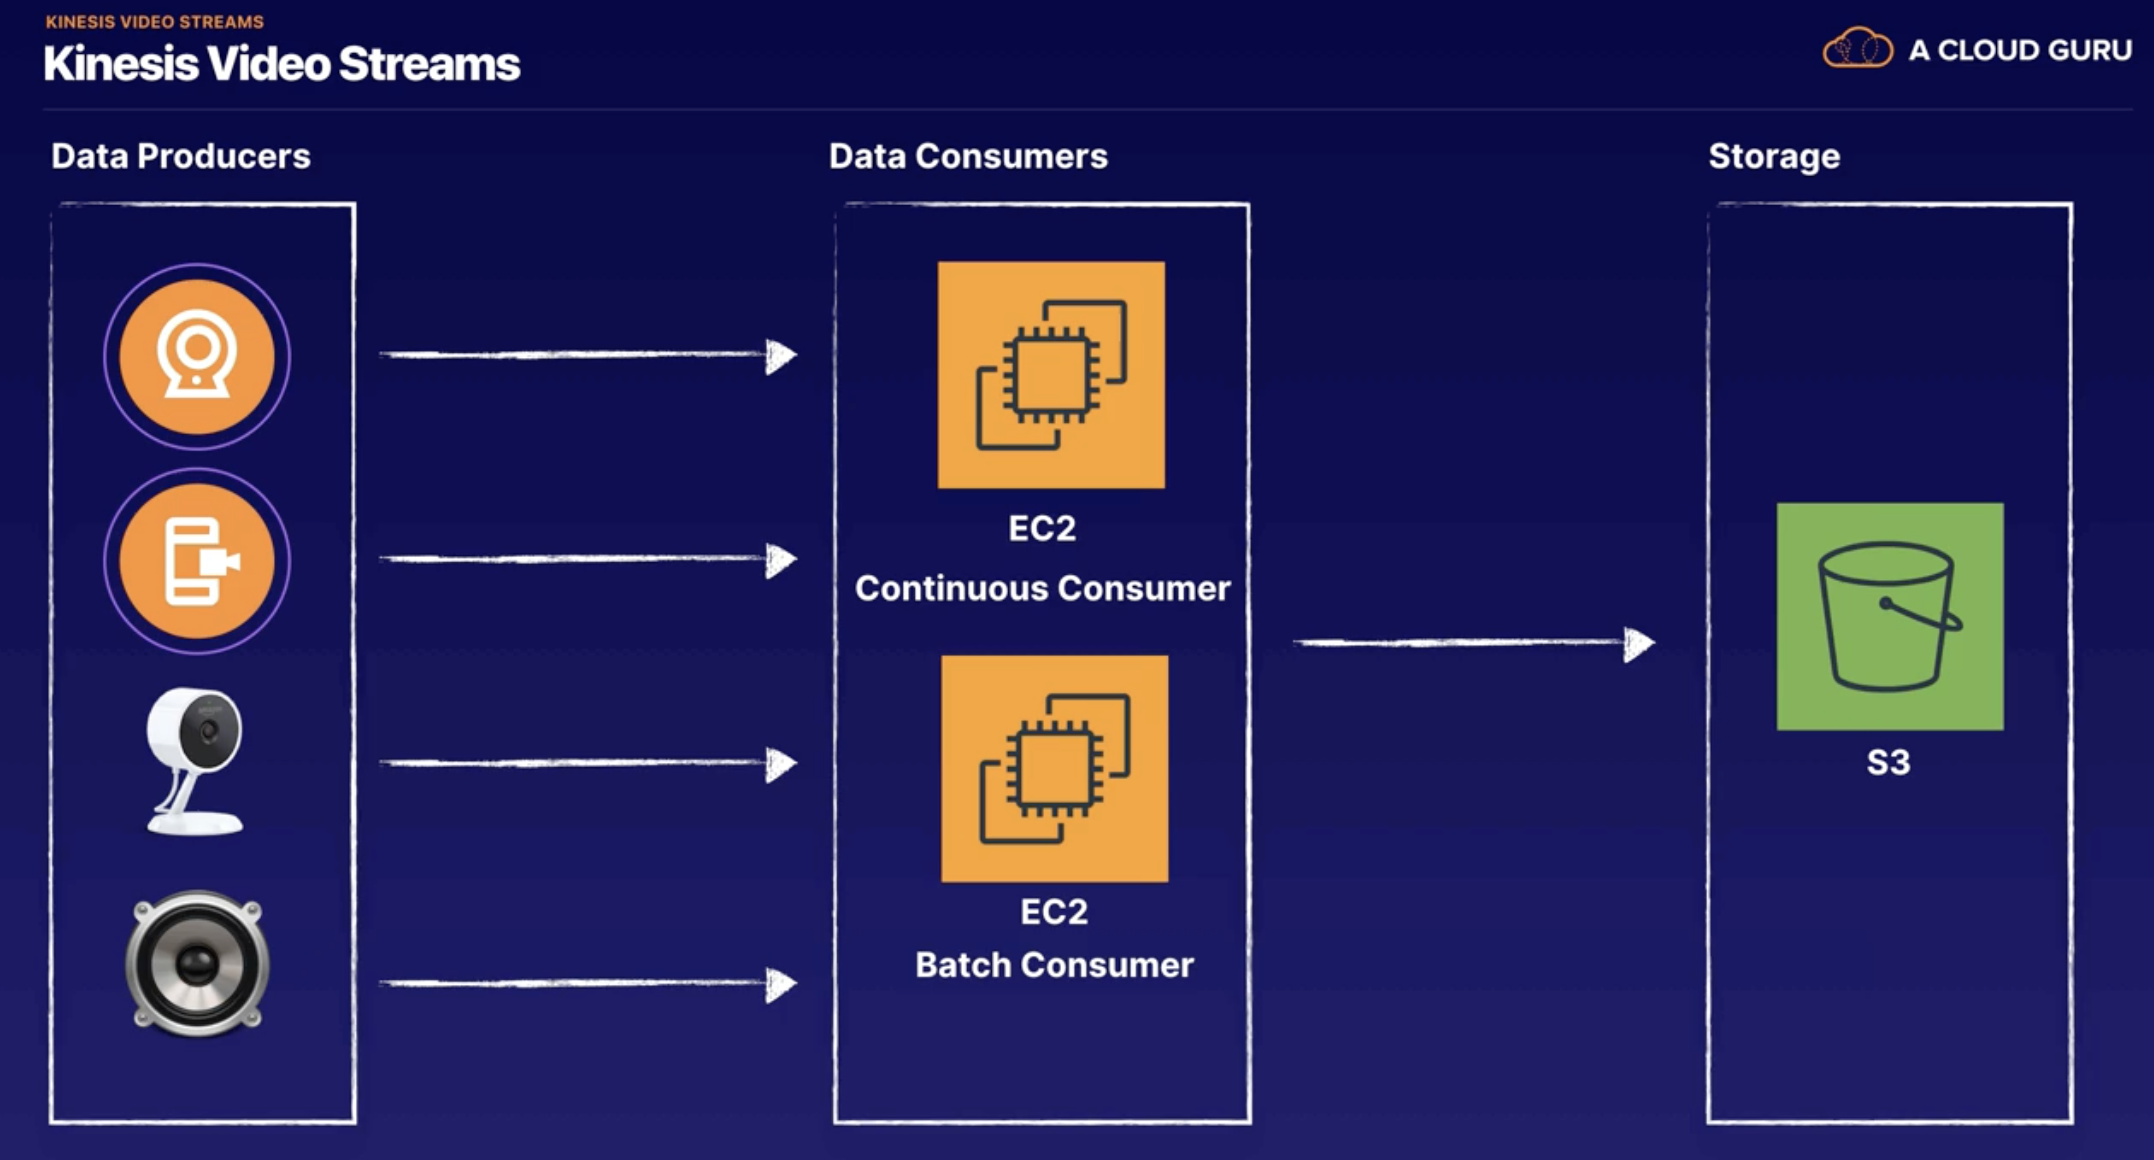 KINESIS VIDEO STREAMS
Kinesis Video Streams
A CLOUD GURU
Data Producers
Data Consumers
Storage
EC2
Continuous Consumer
EC2
Batch Consumer
S3